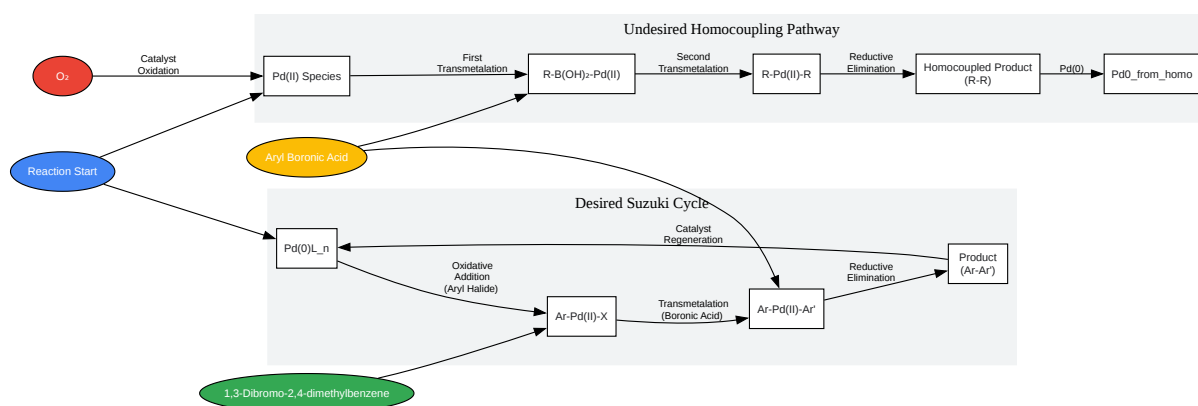 Undesired Homocoupling Pathway
O₂
Catalyst
Oxidation
Pd(II) Species
First
Transmetalation
R-B(OH)₂-Pd(II)
Second
Transmetalation
R-Pd(II)-R
Reductive
Elimination
Homocoupled Product
(R-R)
Pd(0)
Pd0_from_homo
Reaction Start
Aryl Boronic Acid
Desired Suzuki Cycle
Pd(0)L_n
Catalyst
Regeneration
Oxidative
Addition
(Aryl Halide)
Ar-Pd(II)-X
Transmetalation
(Boronic Acid)
Ar-Pd(II)-Ar'
Reductive
Elimination
Product
(Ar-Ar')
1,3-Dibromo-2,4-dimethylbenzene